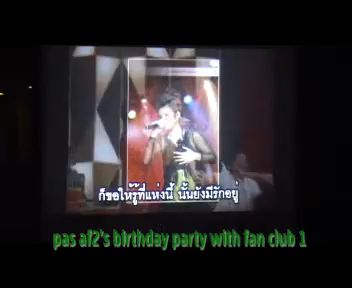 ก็ขอให้รู้ที่แห่งนี้ นั้นยังมีรักอยู่
pas af2's birthday party with fan club 1